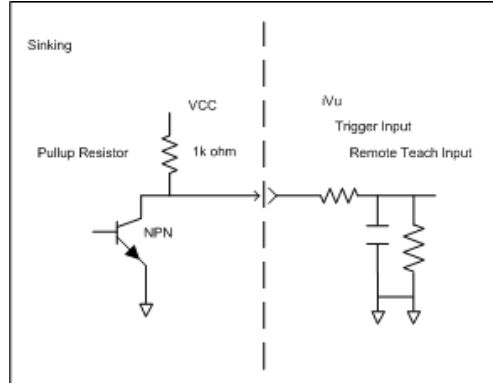 Sinking
VCC
iVu
Trigger Input
Pullup Resistor
1k ohm
Remote Teach Input
NPN